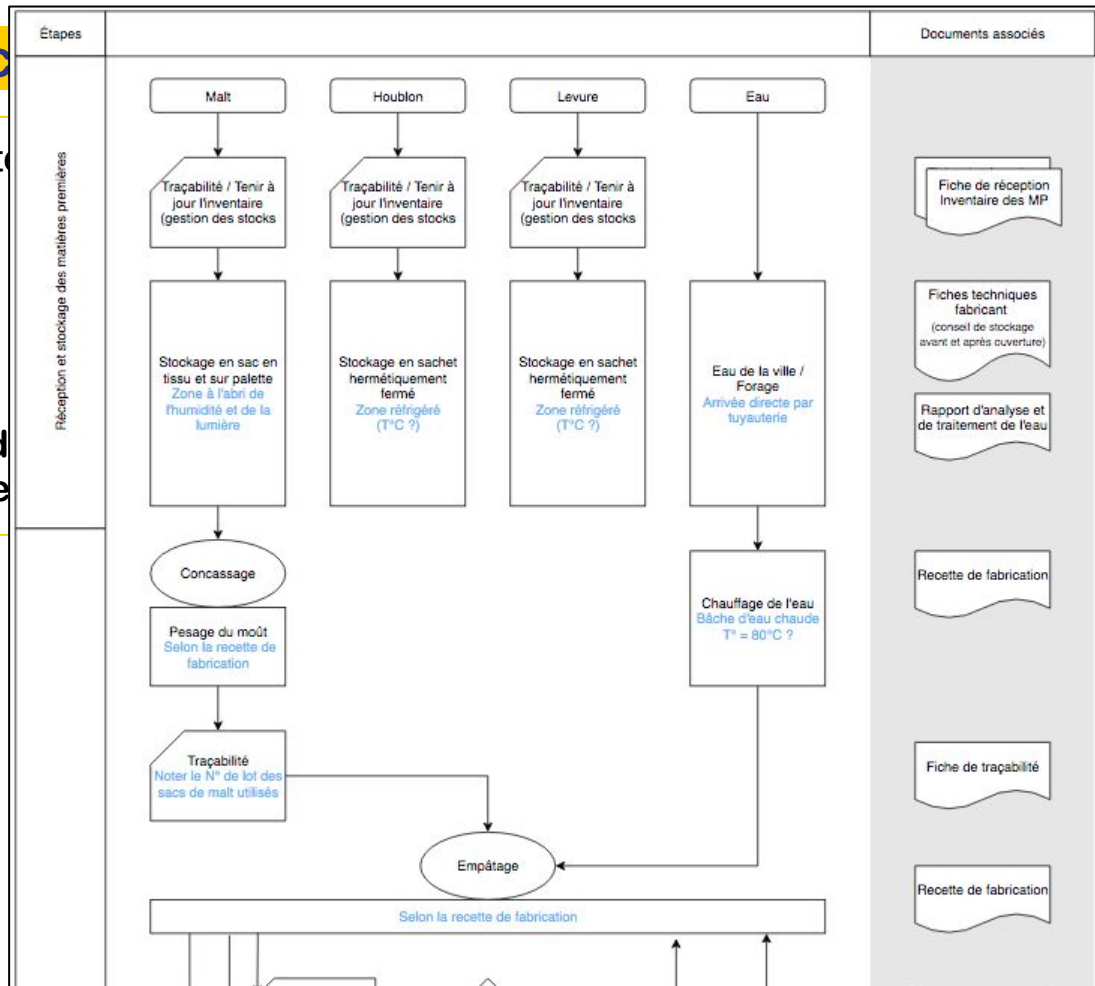 Étapes
Documents associés
Réception et stockage des matières premières
Malt
Houblon
Levure
Eau
Traçabilité / Tenir à
jour l'inventaire
(gestion des stocks
Traçabilité / Tenir à
jour l'inventaire
(gestion des stocks
Traçabilité / Tenir à
jour l'inventaire
(gestion des stocks
Fiche de réception
Inventaire des MP
Stockage en sac en
tissu et sur palette
Zone à l'abri de
l'humidité et de la
lumière
Stockage en sachet
hermétiquement
fermé
Zone réfrigéré
(T°C ?)
Stockage en sachet
hermétiquement
fermé
Zone réfrigéré
(T°C ?)
Eau de la ville /
Forage
Arrivée directe par
tuyauterie
Fiches techniques
fabricant
(conseil de stockage
avant et après ouverture)
Rapport d'analyse et
de traitement de l'eau
Concassage
Pesage du moût
Selon la recette de
fabrication
Chauffage de l'eau
Bâche d'eau chaude
T° = 80°C ?
Recette de fabrication
Traçabilité
Noter le N° de lot des
sacs de malt utilisés
Fiche de traçabilité
Empâtage
Selon la recette de fabrication
Recette de fabrication